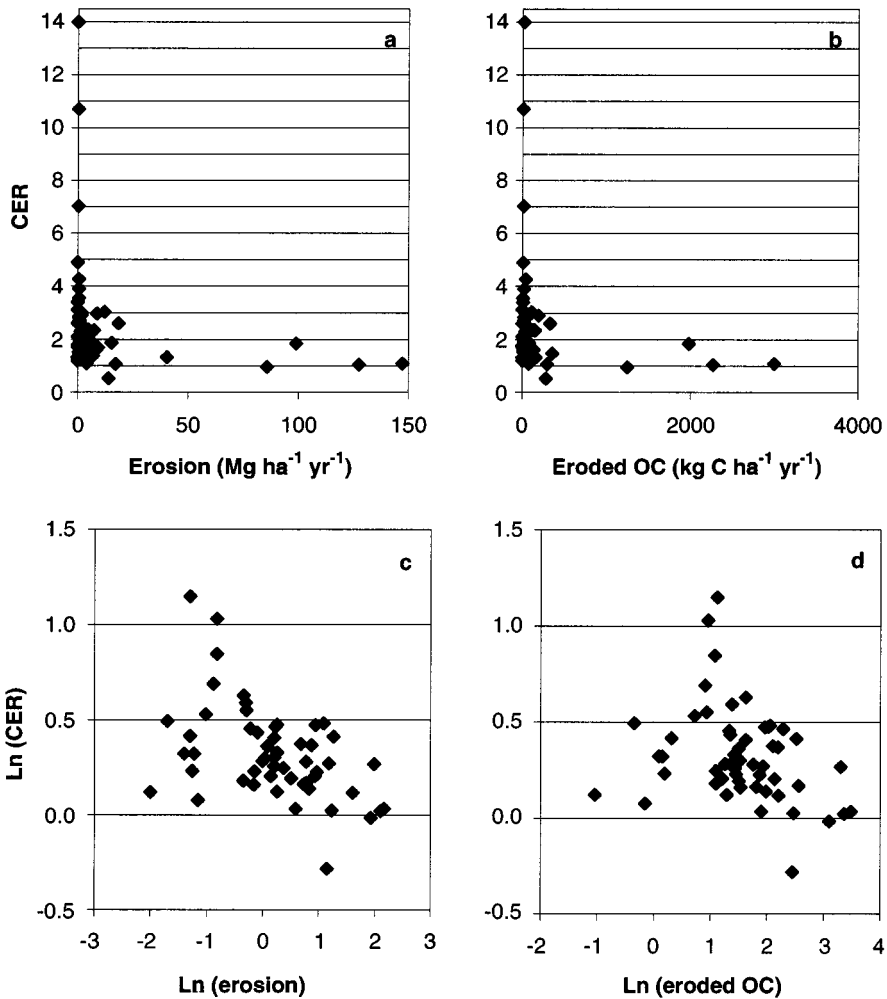 14
12
10
8
6
4
2
0
CER
a
0 50 100 150
Erosion (Mg ha⁻¹ yr⁻¹)
14
12
10
8
6
4
2
0
b
0 2000 4000
Eroded OC (kg C ha⁻¹ yr⁻¹)
1.5
1.0
0.5
0.0
-0.5
Ln (CER)
c
-3 -2 -1 0 1 2 3
Ln (erosion)
1.5
1.0
0.5
0.0
-0.5
d
-2 -1 0 1 2 3 4
Ln (eroded OC)